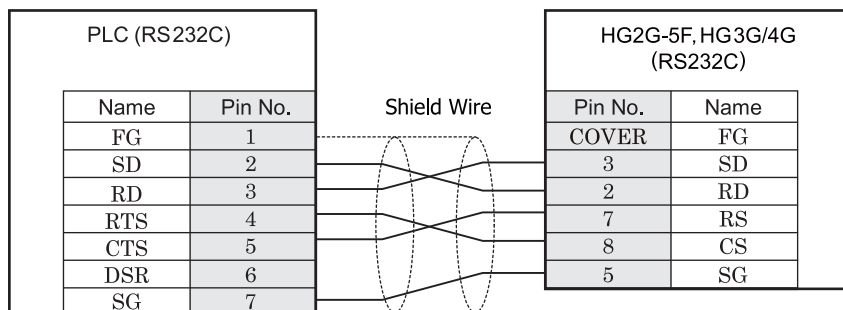 PLC (RS232C)
HG2G-5F, HG3G/4G
(RS232C)
Shield Wire
Name Pin No.
FG 1
SD 2
RD 3
RTS 4
CTS 5
DSR 6
SG 7
Pin No. Name
COVER FG
3 SD
2 RD
7 RS
8 CS
5 SG